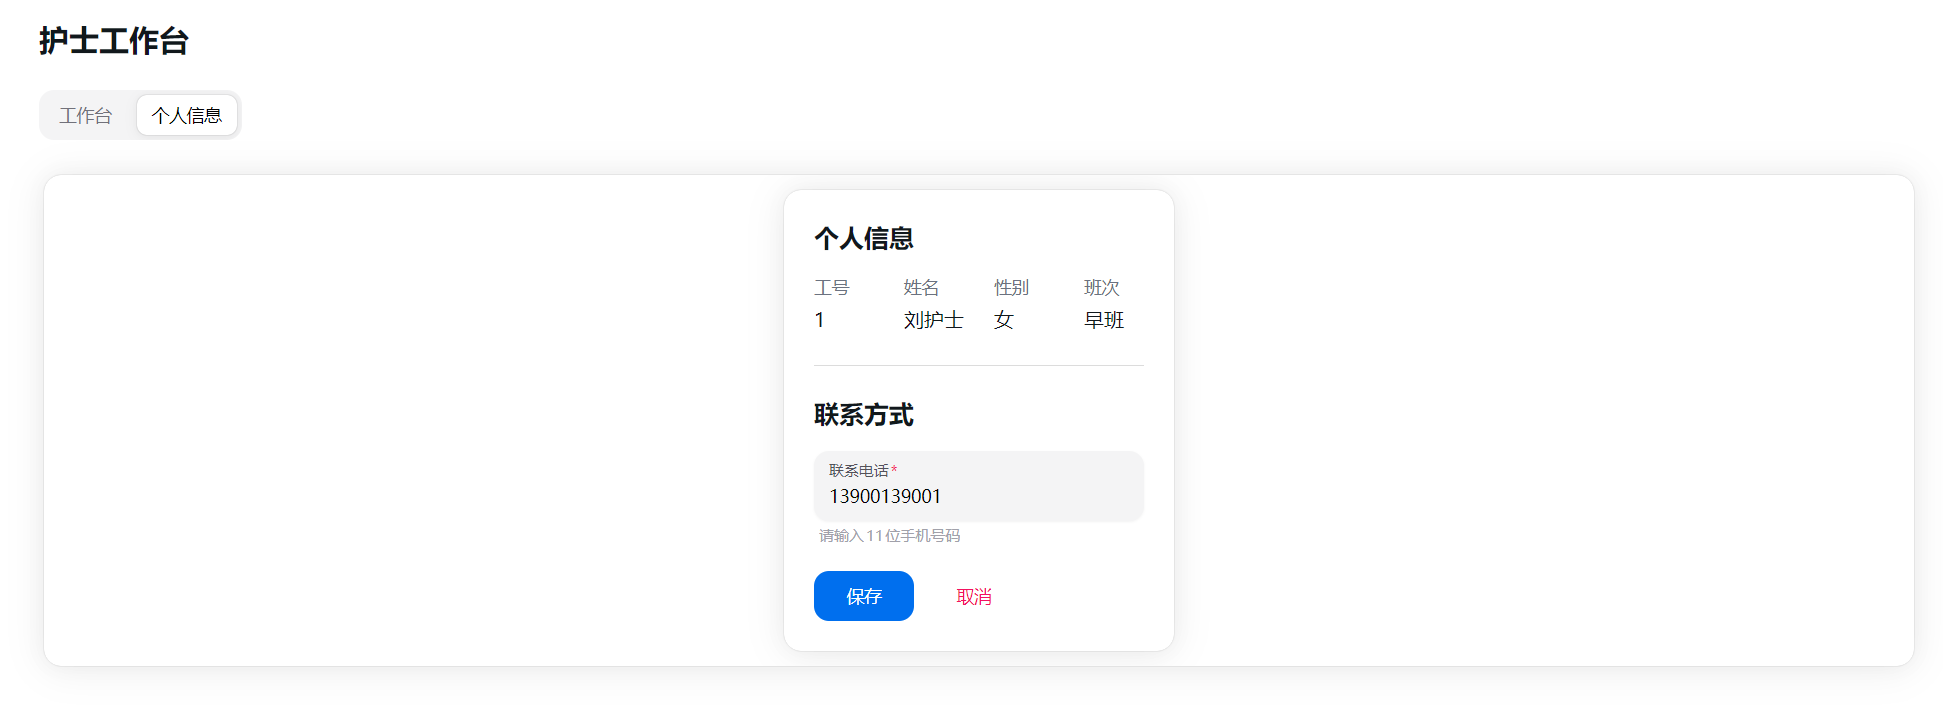 护士工作台
工作台 个人信息
个人信息
工号 姓名 性别 班次
1 刘护士 女 早班
联系方式
联系电话*
13900139001
请输入11位手机号码
保存 取消